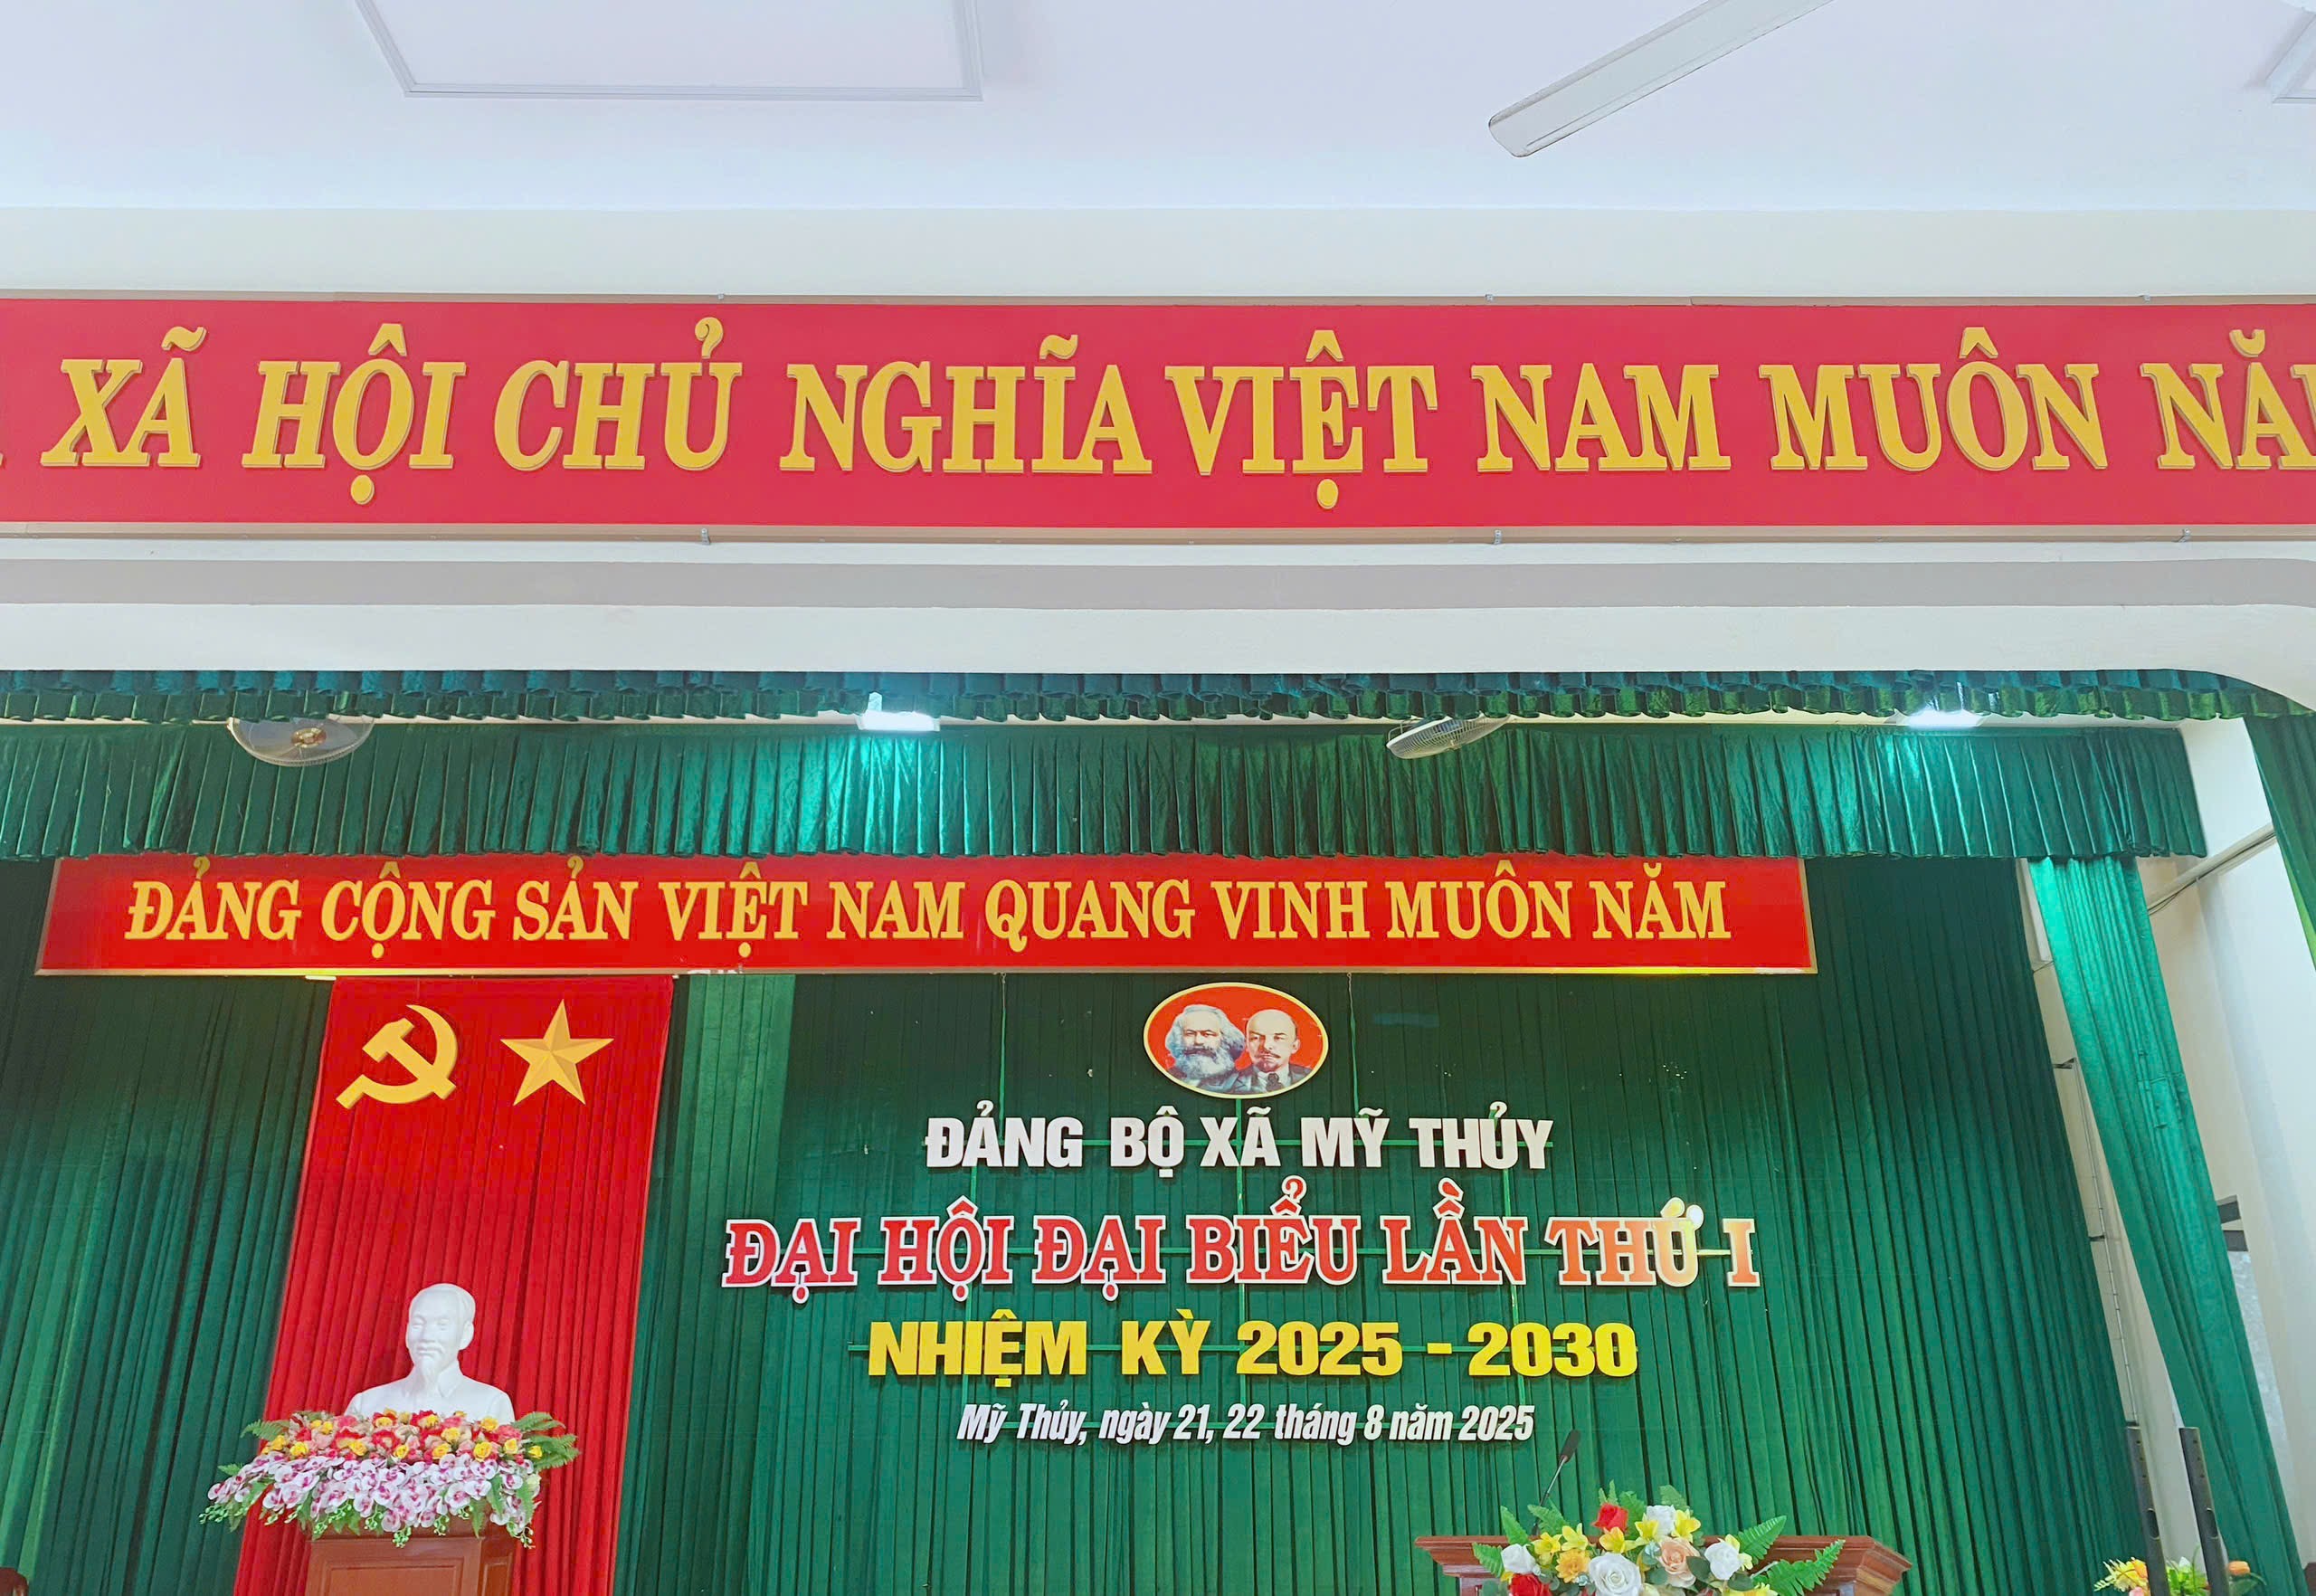 XÃ HỘI CHỦ NGHĨA VIỆT NAM MUÔN
ĐẢNG CỘNG SẢN VIỆT NAM QUANG VINH MUÔN NĂM
ĐẢNG BỘ XÃ MỸ THỦY
ĐẠI HỘI ĐẠI BIỂU LẦN THỨ I
NHIỆM KỲ 2025 - 2030
Mỹ Thủy, ngày 21, 22 tháng 8 năm 2025